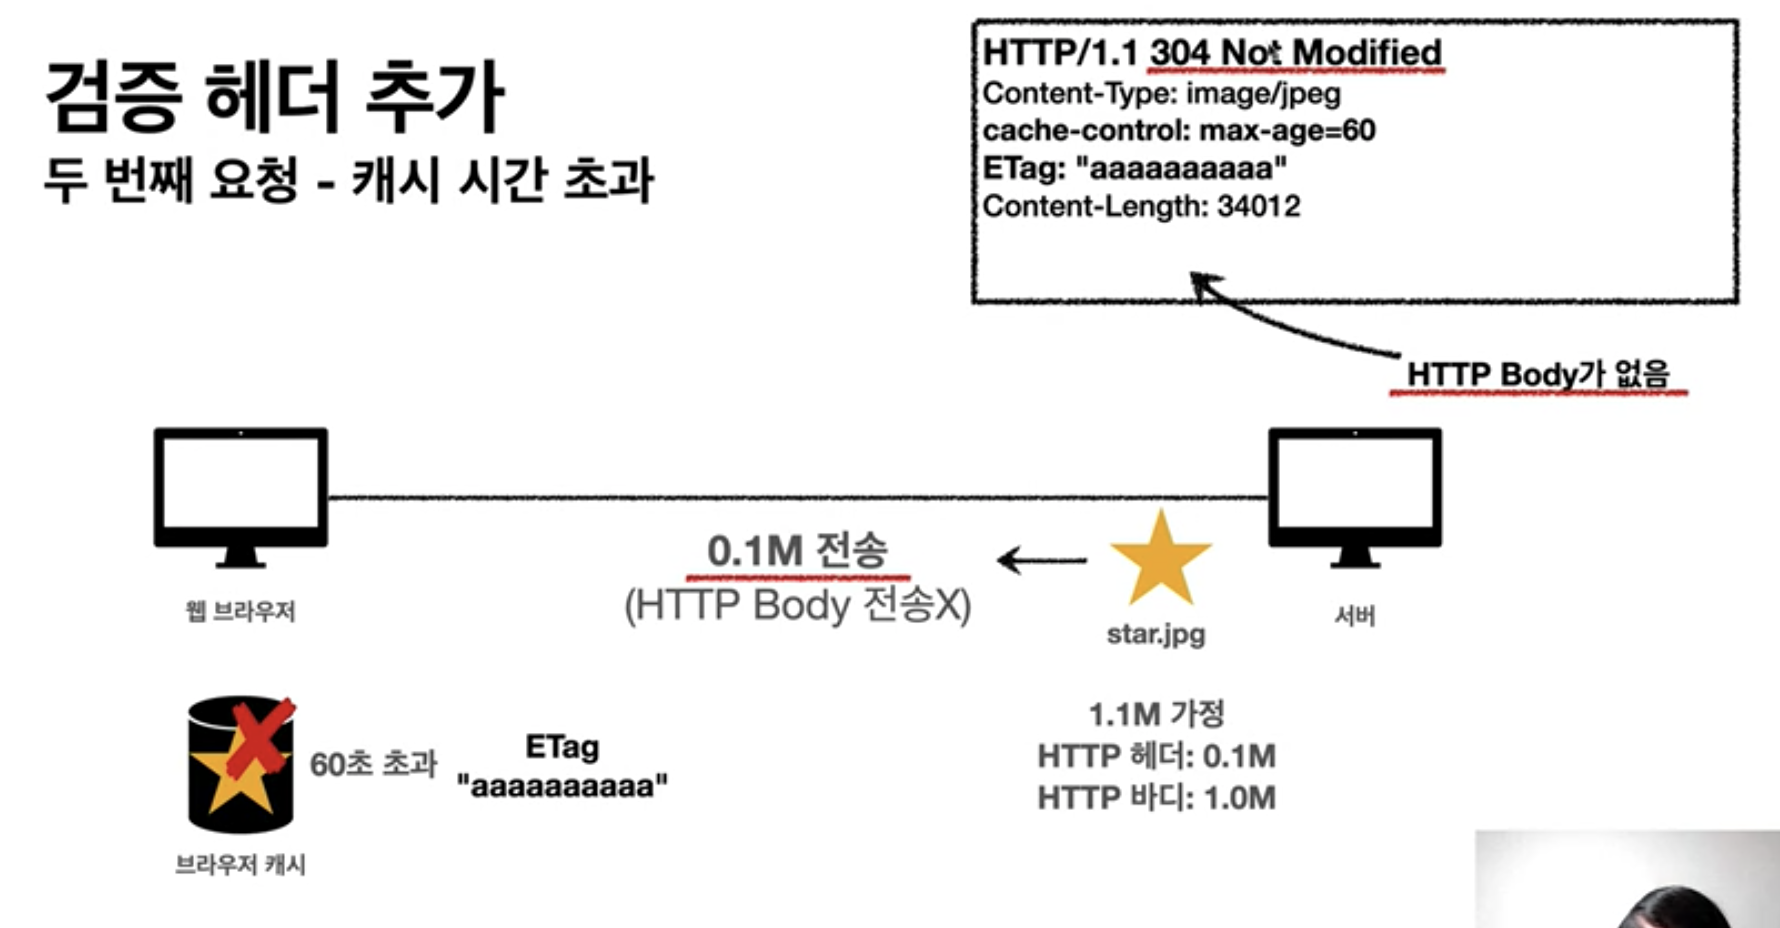 검증 헤더 추가
두 번째 요청 - 캐시 시간 초과
HTTP/1.1 304 Not Modified
Content-Type: image/jpeg
cache-control: max-age=60
ETag: "aaaaaaaaaa"
Content-Length: 34012
HTTP Body가 없음
0.1M 전송
(HTTP Body 전송X)
웹 브라우저
star.jpg
서버
60초 초과
ETag
"aaaaaaaaaa"
브라우저 캐시
1.1M 가정
HTTP 헤더: 0.1M
HTTP 바디: 1.0M